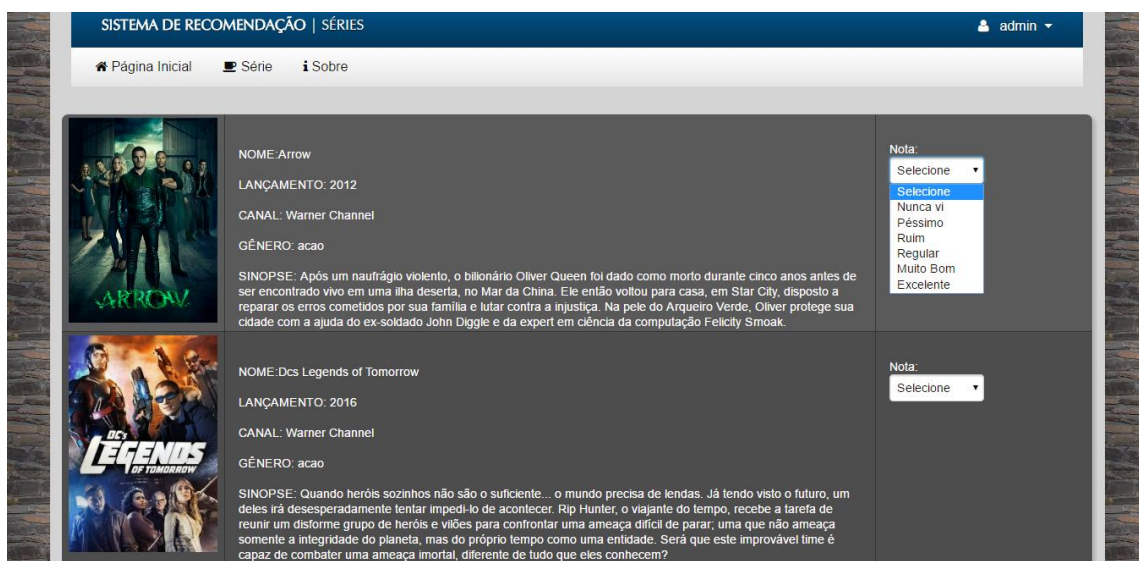 SISTEMA DE RECOMENDAÇÃO | SÉRIES
admin
Página Inicial
Série
Sobre
ARROW
NOME:Arrow
LANÇAMENTO: 2012
CANAL: Warner Channel
GÊNERO: acao
SINOPSE: Após um naufrágio violento, o bilionário Oliver Queen foi dado como morto durante cinco anos antes de
ser encontrado vivo em uma ilha deserta, no Mar da China. Ele então voltou para casa, em Star City, disposto a
reparar os erros cometidos por sua família e lutar contra a injustiça. Na pele do Arqueiro Verde, Oliver protege sua
cidade com a ajuda do ex-soldado John Diggle e da expert em ciência da computação Felicity Smoak.
Nota:
Selecione
Selecione
Nunca vi
Péssimo
Ruim
Regular
Muito Bom
Excelente
DC's
LEGENDS
OF TOMORROW
NOME:Dcs Legends of Tomorrow
LANÇAMENTO: 2016
CANAL: Warner Channel
GÊNERO: acao
SINOPSE: Quando heróis sozinhos não são o suficiente... o mundo precisa de lendas. Já tendo visto o futuro, um
deles irá desesperadamente tentar impedi-lo de acontecer. Rip Hunter, o viajante do tempo, recebe a tarefa de
reunir um disforme grupo de heróis e vilões para confrontar uma ameaça difícil de parar; uma que não ameaça
somente a integridade do planeta, mas do próprio tempo como uma entidade. Será que este improvável time é
capaz de combater uma ameaça imortal, diferente de tudo que eles conhecem?
Nota:
Selecione